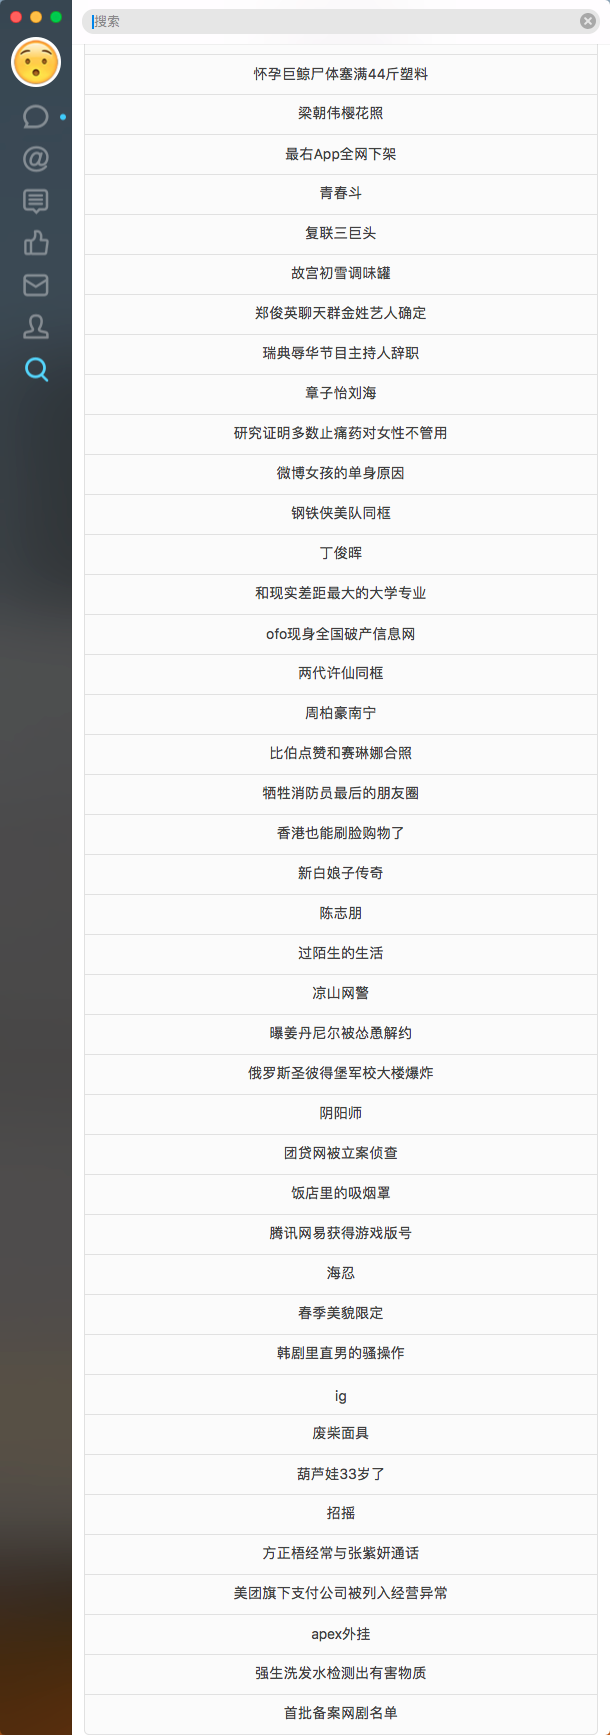 搜索
怀孕巨鲸尸体塞满44斤塑料
梁朝伟樱花照
最右App全网下架
青春斗
复联三巨头
故宫初雪调味罐
郑俊英聊天群金姓艺人确定
瑞典辱华节目主持人辞职
章子怡刘海
研究证明多数止痛药对女性不管用
微博女孩的单身原因
钢铁侠美队同框
丁俊晖
和现实差距最大的大学专业
ofo现身全国破产信息网
两代许仙同框
周柏豪南宁
比伯点赞和赛琳娜合照
牺牲消防员最后的朋友圈
香港也能刷脸购物了
新白娘子传奇
陈志朋
过陌生的生活
凉山网警
曝姜丹尼尔被怂恿解约
俄罗斯圣彼得堡军校大楼爆炸
阴阳师
团贷网被立案侦查
饭店里的吸烟罩
腾讯网易获得游戏版号
海忍
春季美貌限定
韩剧里直男的骚操作
ig
废柴面具
葫芦娃33岁了
招摇
方正梧经常与张紫妍通话
美团旗下支付公司被列入经营异常
apex外挂
强生洗发水检测出有害物质
首批备案网剧名单